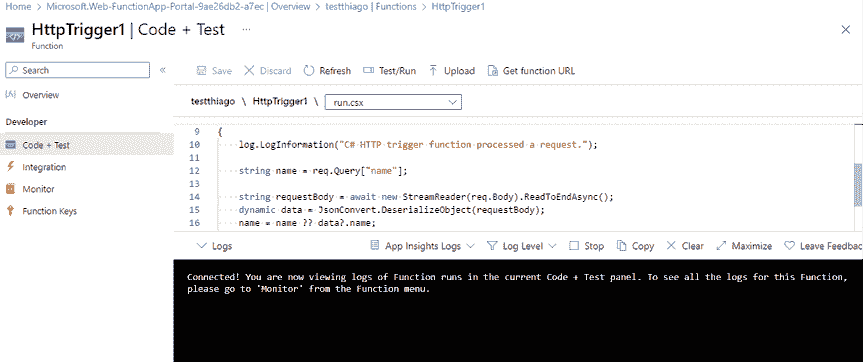 Home > Microsoft.Web-FunctionApp-Portal-9ae26db2-a7ec | Overview > testthiago | Functions > HttpTrigger1
HttpTrigger1 | Code + Test ...
Function
Search
Save Discard Refresh Test/Run Upload Get function URL
Overview
testthiago \ HttpTrigger1 \ run.csx
Developer
Code + Test
Integration
Monitor
Function Keys
9 {
10 log.LogInformation("C# HTTP trigger function processed a request.");
11
12 string name = req.Query["name"];
13
14 string requestBody = await new StreamReader(req.Body).ReadToEndAsync();
15 dynamic data = JsonConvert.DeserializeObject(requestBody);
16 name = name ?? data?.name;
Logs App Insights Logs Log Level Stop Copy Clear Maximize Leave Feedbac
Connected! You are now viewing logs of Function runs in the current Code + Test panel. To see all the logs for this Function,
please go to 'Monitor' from the Function menu.